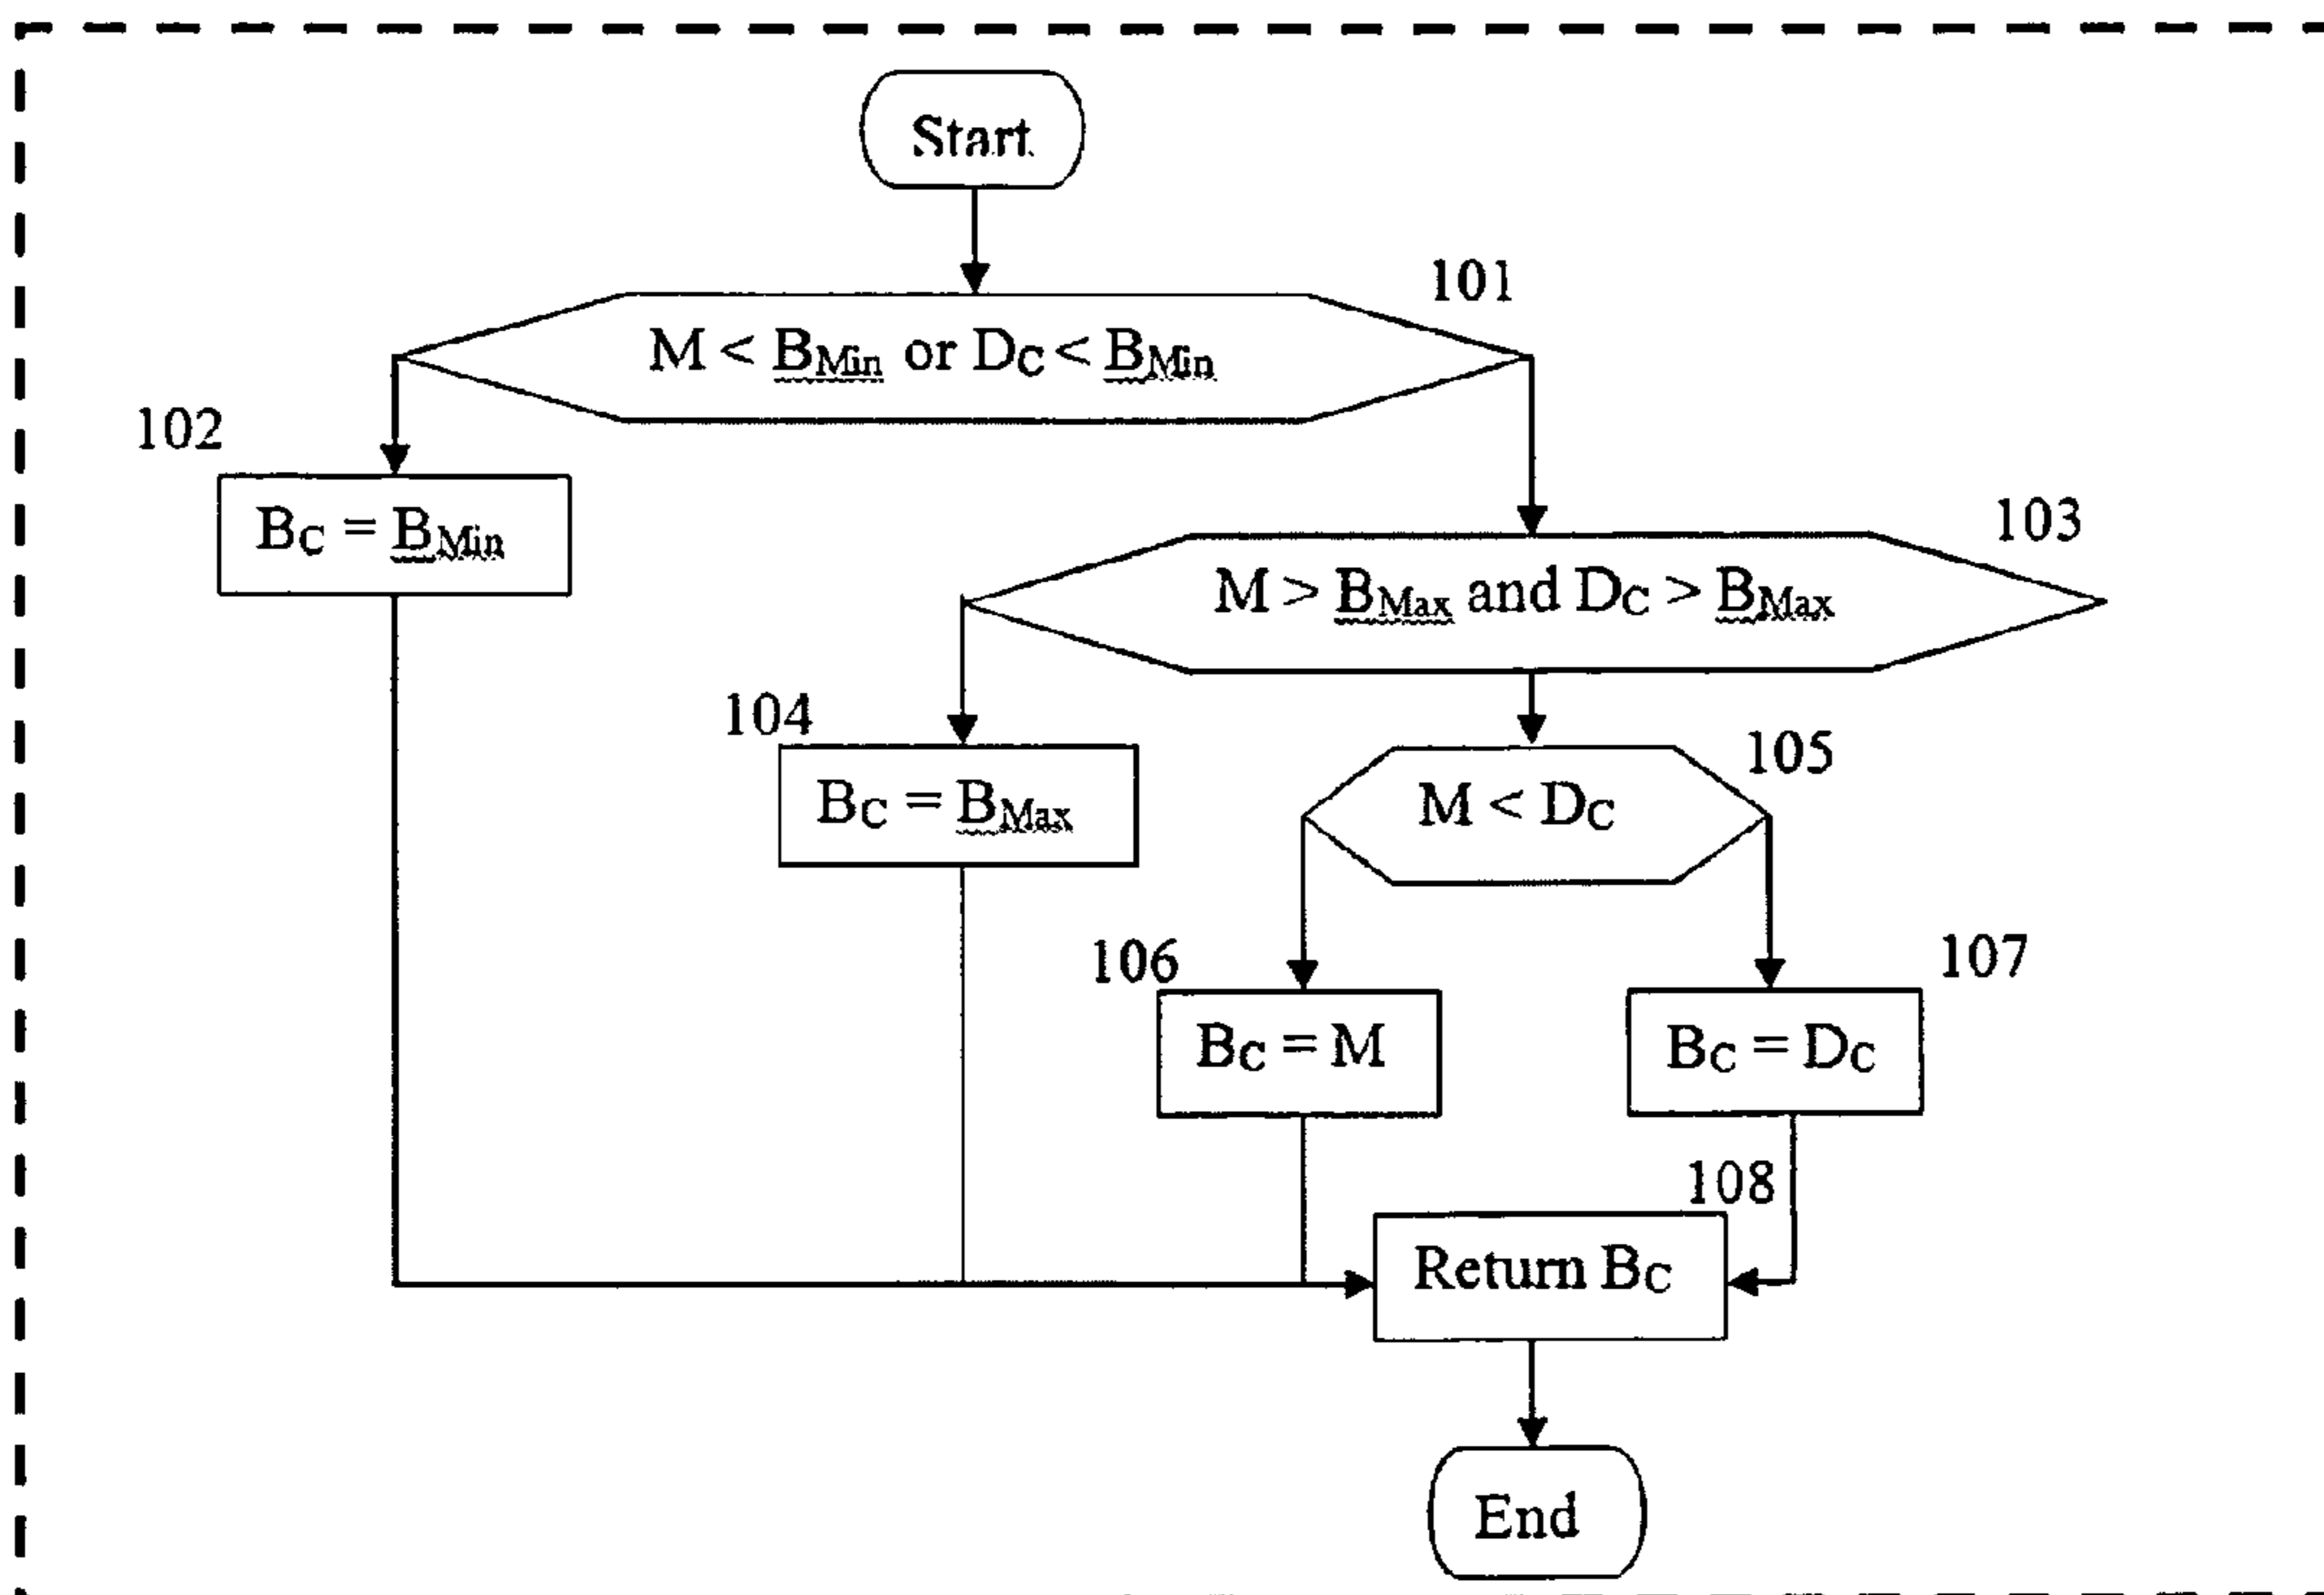 Start
101
M < BMin or DC < BMin
102
BC = BMin
103
M > BMax and DC > BMax
104
BC = BMax
105
M < DC
106
BC = M
107
BC = DC
108
Return BC
End